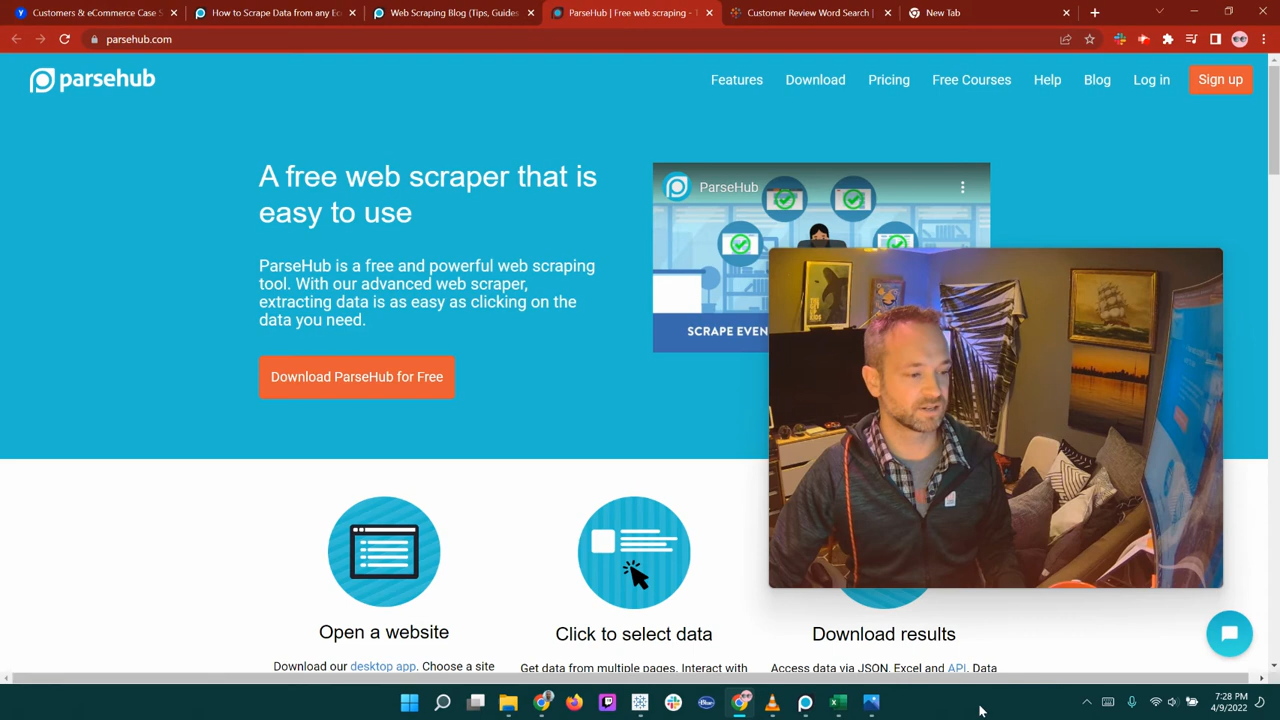 Customers & eCommerce Case S
How to Scrape Data from any Ec
Web Scraping Blog (Tips, Guides
ParseHub | Free web scraping - T
Customer Review Word Search |
New Tab
parsehub.com
parsehub
Features
Download
Pricing
Free Courses
Help
Blog
Log in
Sign up
A free web scraper that is
easy to use
ParseHub is a free and powerful web scraping
tool. With our advanced web scraper,
extracting data is as easy as clicking on the
data you need.
Download ParseHub for Free
ParseHub
SCRAPE EVEN
Open a website
Click to select data
Download results
Download our desktop app. Choose a site
Get data from multiple pages. Interact with
Access data via JSON, Excel and API. Data
7:28 PM
4/9/2022